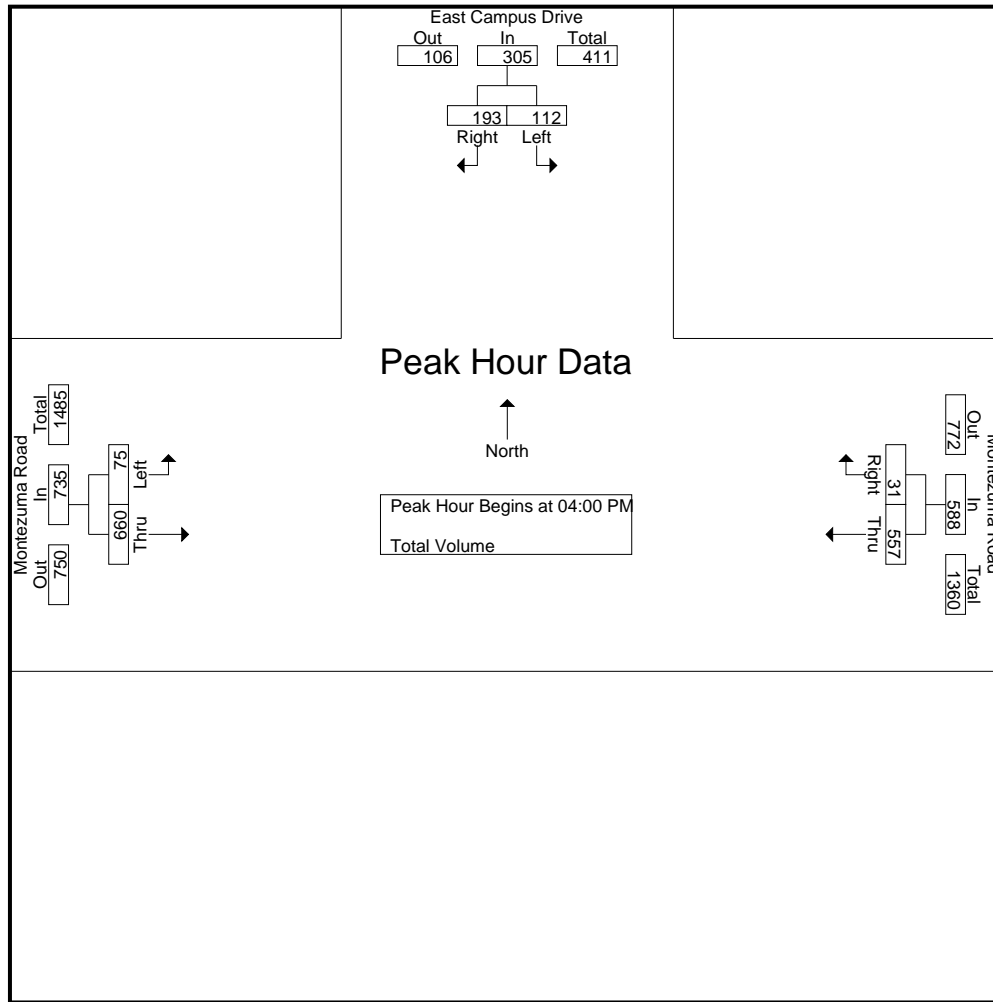 East Campus Drive
Out In Total
106 305 411
193 112
Right Left
Peak Hour Data
North
Peak Hour Begins at 04:00 PM
Total Volume
Montezuma Road
Out In Total
750 735 1485
660 75
Thru Left
Montezuma Road
Out In Total
772 588 1360
31 557
Right Thru